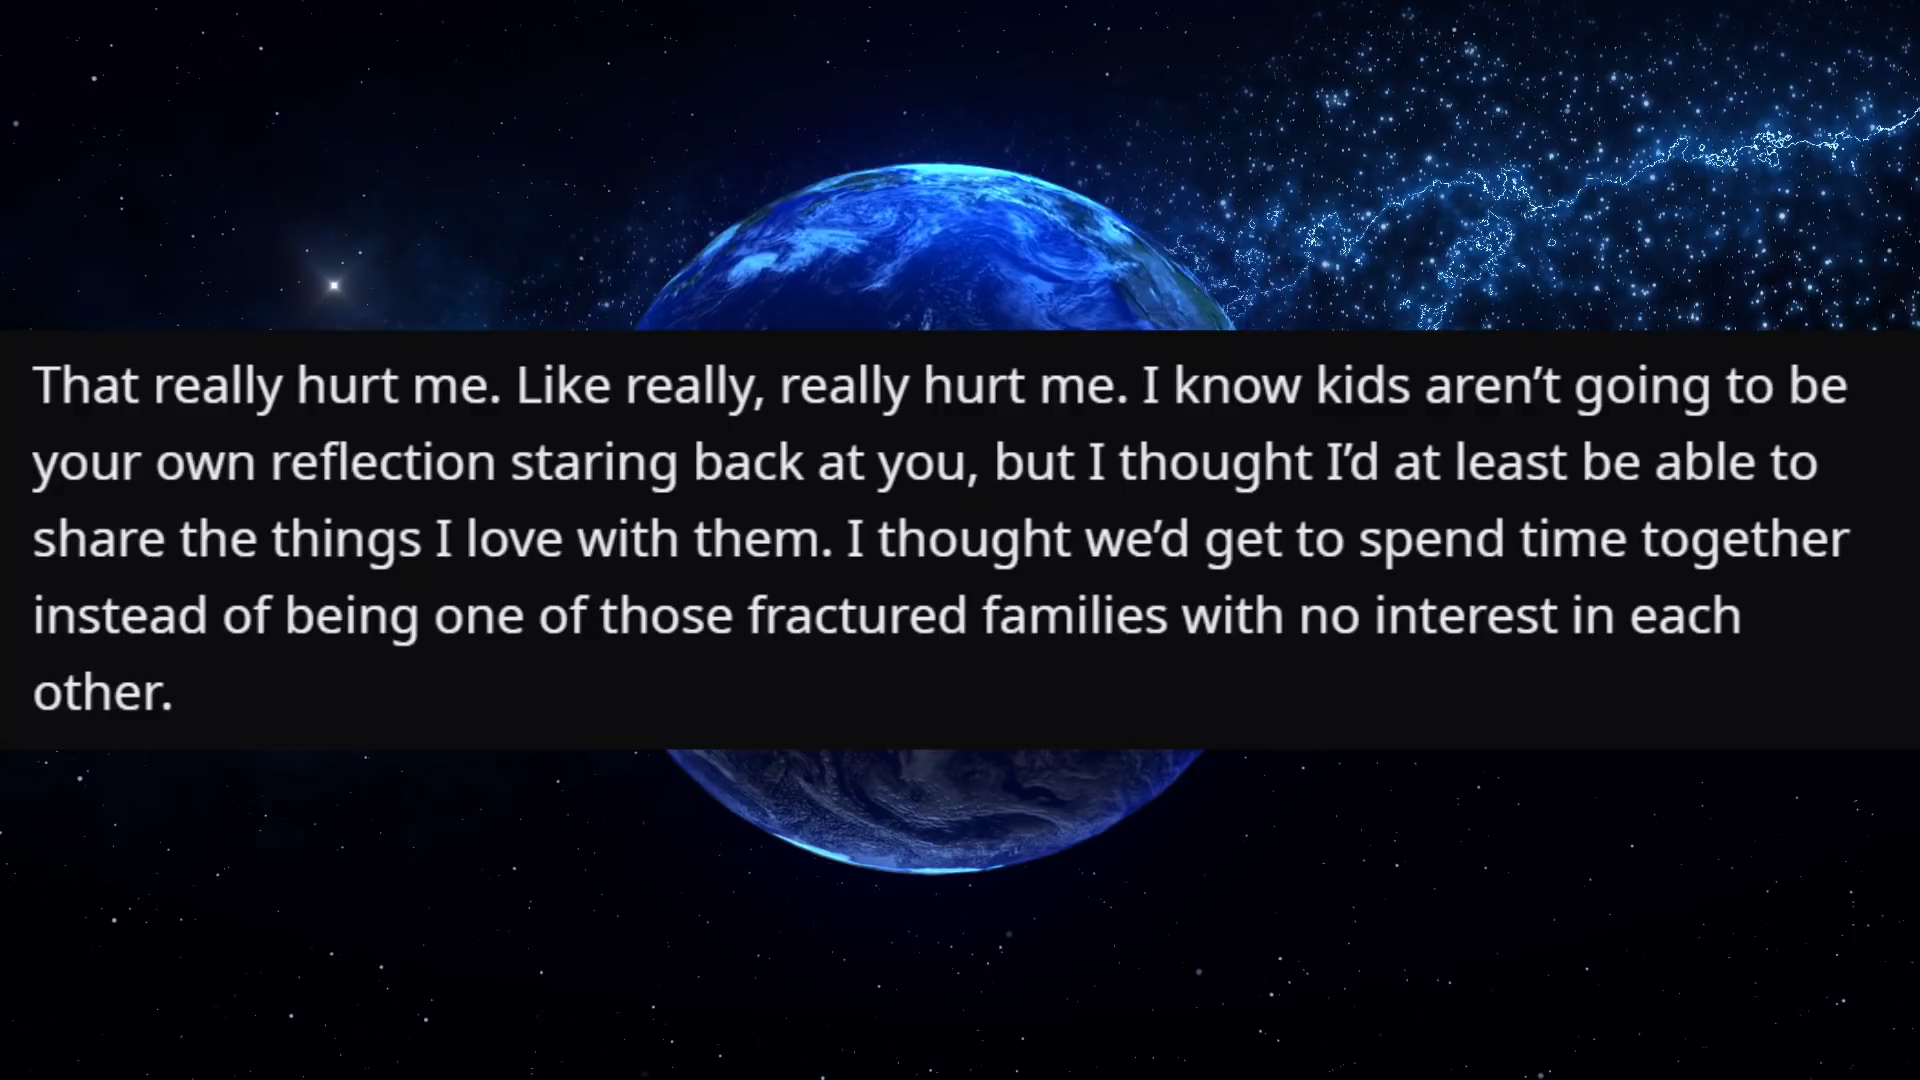 That really hurt me. Like really, really hurt me. I know kids aren’t going to be
your own reflection staring back at you, but I thought I’d at least be able to
share the things I love with them. I thought we’d get to spend time together
instead of being one of those fractured families with no interest in each
other.